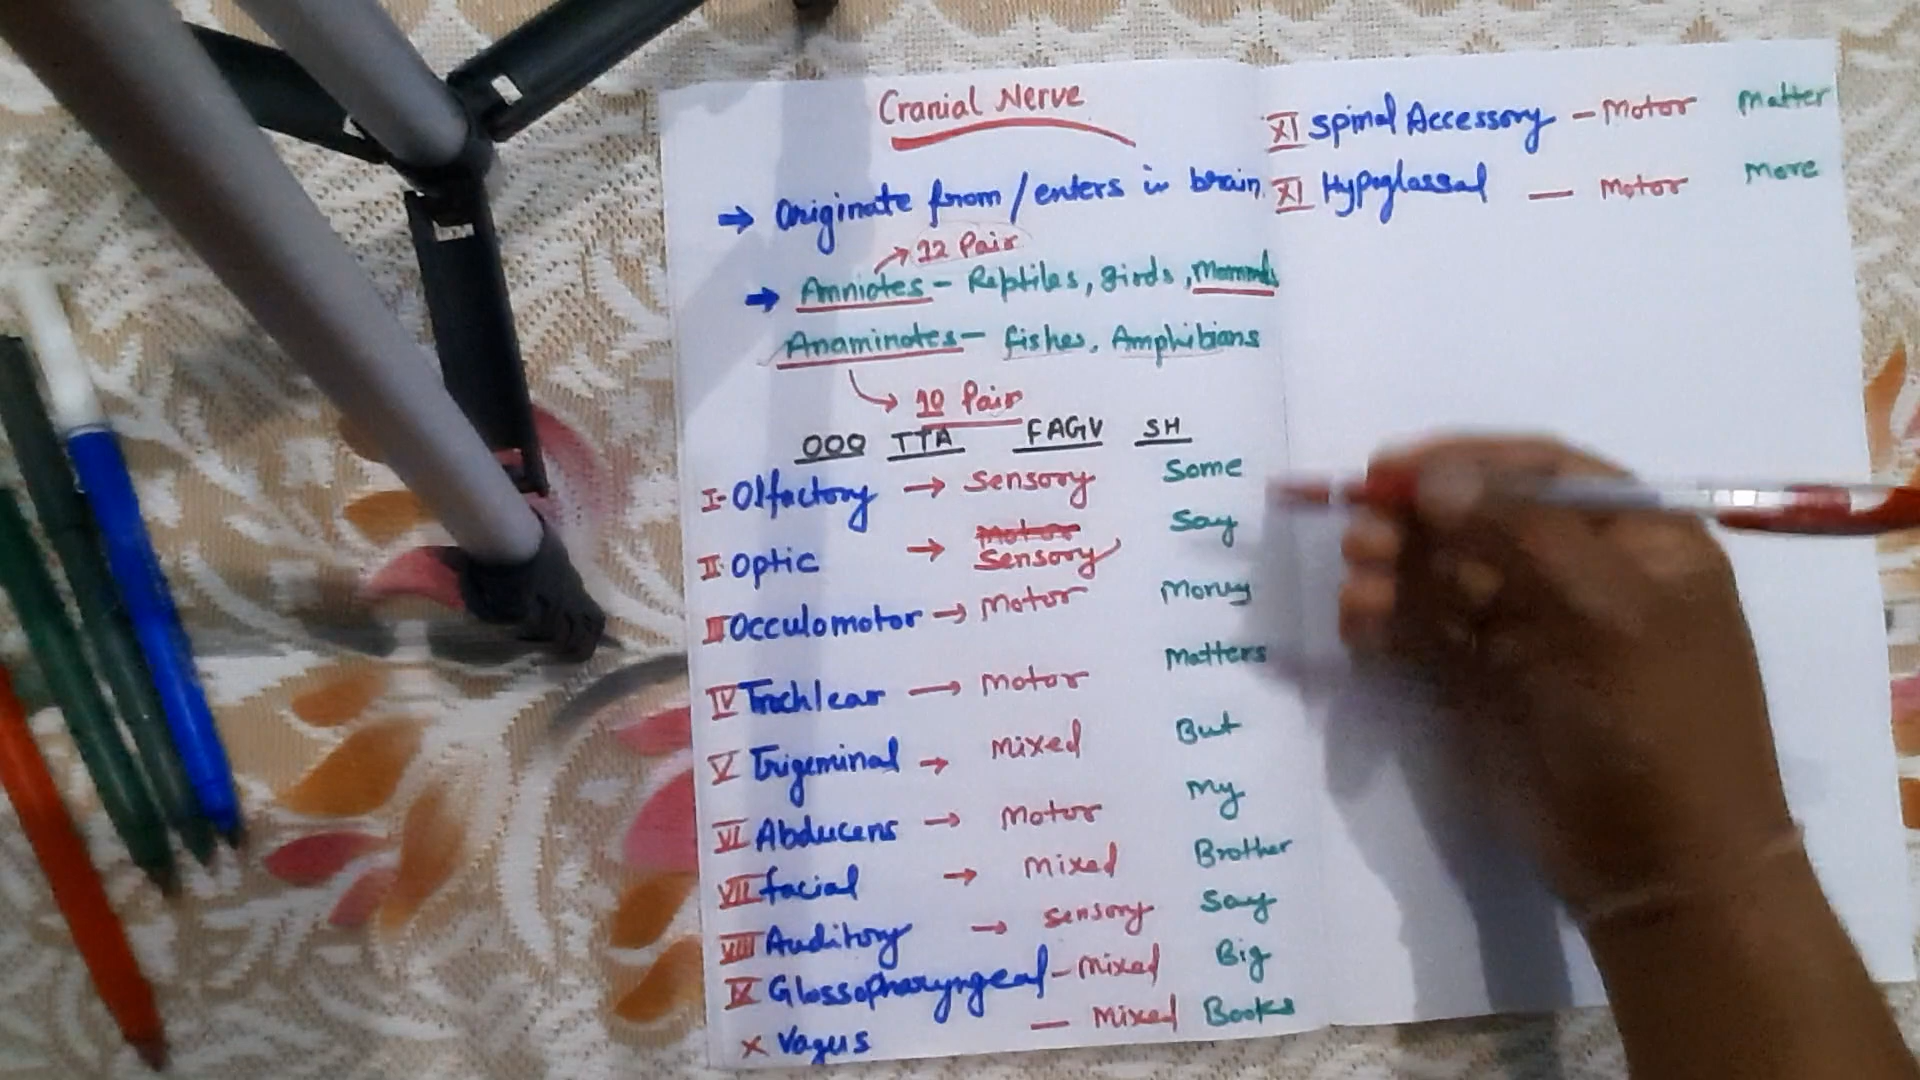 Cranial Nerve
→ Originate from / enters in brain.
→ 12 Pair
→ Amniotes - Reptiles, Birds, Mammals
Anaminotes - fishes, Amphibians
→ 10 Pair
OOO TTA FAGV SH
I - Olfactory → Sensory Some
Motor
II Optic → Sensory Say
III Occulomotor → Motor Money
IV Trochlear → Motor Matters
V Trigeminal → Mixed But
VI Abducens → Motor My
VII facial → Mixed Brother
VIII Auditory → Sensory Say
IX Glossopharyngeal - Mixed Big
X Vagus — Mixed Books
XI Spinal Accessory - Motor Matter
XI Hypoglassal — Motor More